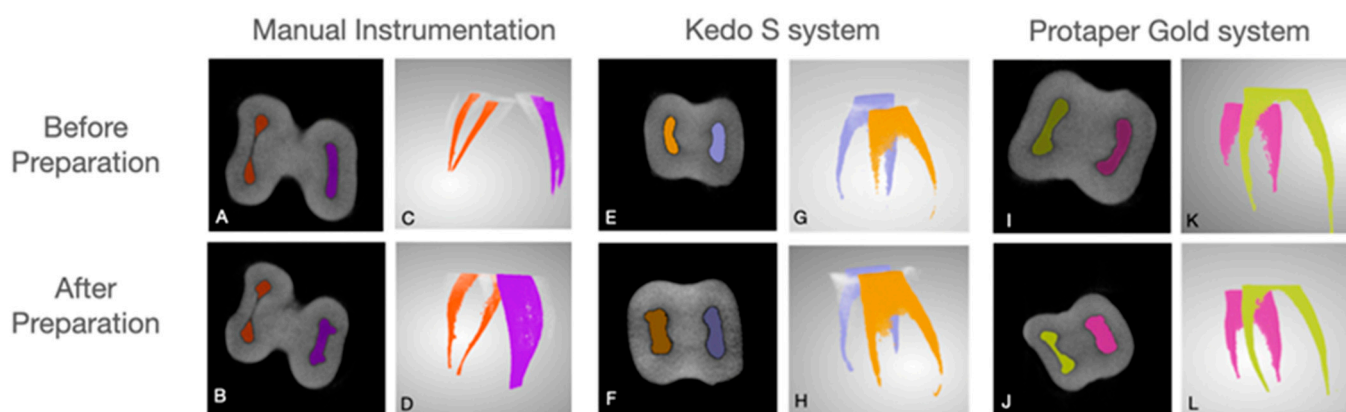 Manual Instrumentation Kedo S system Protaper Gold system
Before
Preparation
A C E G I K
After
Preparation
B D F H J L